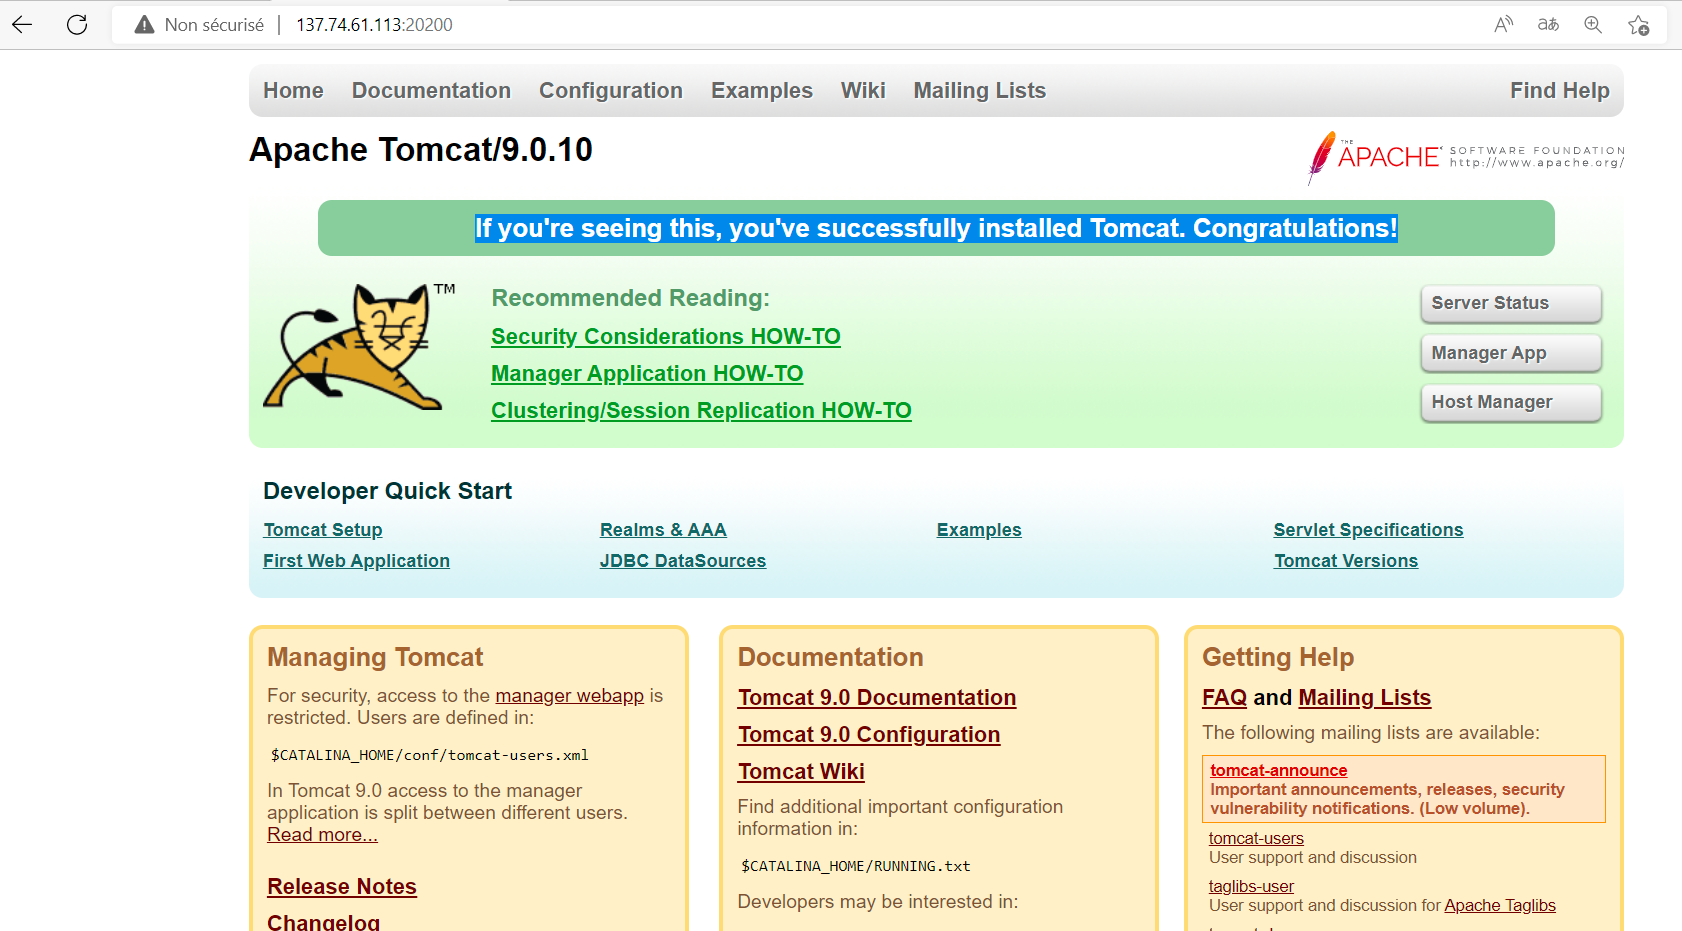 Non sécurisé | 137.74.61.113:20200
Home Documentation Configuration Examples Wiki Mailing Lists Find Help
Apache Tomcat/9.0.10
THE APACHE SOFTWARE FOUNDATION
http://www.apache.org/
If you're seeing this, you've successfully installed Tomcat. Congratulations!
TM
Recommended Reading:
Security Considerations HOW-TO
Manager Application HOW-TO
Clustering/Session Replication HOW-TO
Server Status
Manager App
Host Manager
Developer Quick Start
Tomcat Setup
First Web Application
Realms & AAA
JDBC DataSources
Examples
Servlet Specifications
Tomcat Versions
Managing Tomcat
For security, access to the manager webapp is
restricted. Users are defined in:
$CATALINA_HOME/conf/tomcat-users.xml
In Tomcat 9.0 access to the manager
application is split between different users.
Read more...
Release Notes
Changelog
Documentation
Tomcat 9.0 Documentation
Tomcat 9.0 Configuration
Tomcat Wiki
Find additional important configuration
information in:
$CATALINA_HOME/RUNNING.txt
Developers may be interested in:
Getting Help
FAQ and Mailing Lists
The following mailing lists are available:
tomcat-announce
Important announcements, releases, security
vulnerability notifications. (Low volume).
tomcat-users
User support and discussion
taglibs-user
User support and discussion for Apache Taglibs